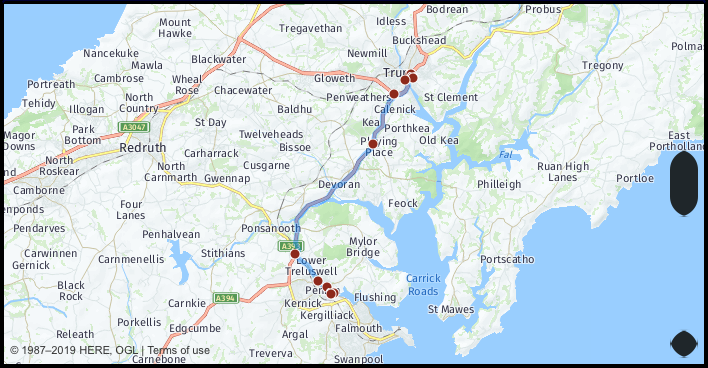 Bodrean
Probus
Idless
Mount
Hawke
Tregavethan
Buckshead
Nancekuke
Mawla
Blackwater
Newmill
Tregony
Polmas
Portreath
Cambrose
Wheal
Rose
Gloweth
Tru
Tehidy
Illogan
North
Country
Chacewater
Penweathers
St Clement
Calenick
Baldhu
Magor
Downs
Park
Bottom
A3047
St Day
Kea
Porthkea
Twelveheads
Playing
Place
Old Kea
East
Portholland
Redruth
Bissoe
Carharrack
Fal
North
Roskear
North
Carnmarth
Cusgarne
Ruan High
Lanes
Camborne
Gwennap
Devoran
Philleigh
Portloe
enponds
Four
Lanes
Feock
Pendarves
Penhalvean
Ponsanooth
Carwinnen
Gernick
Carnmenellis
Stithians
A393
Mylor
Bridge
Portscatho
Lower
Treluswell
Black
Rock
Carrick
Roads
Carnkie
A394
Pen
Kernick
Flushing
St Mawes
Kergilliack
Porkellis
Edgcumbe
Falmouth
Releath
Argal
© 1987–2019 HERE, OGL | Terms of use
Treverva
Carnebone
Swanpool